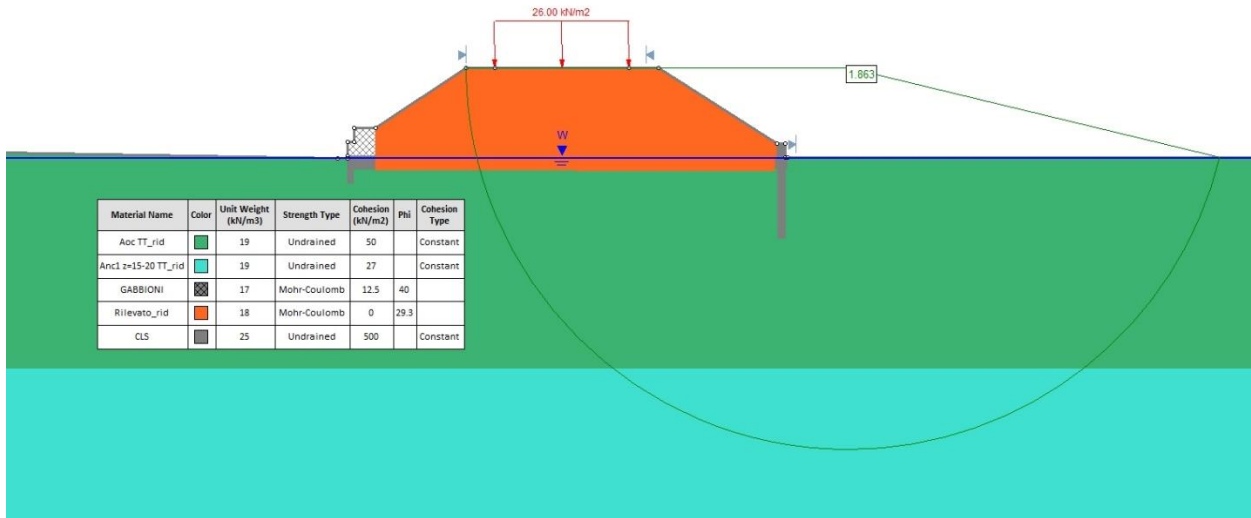 26.00 kN/m2
1.863
W
Material Name Color Unit Weight (kN/m3) Strength Type Cohesion (kN/m2) Phi Cohesion Type
Aoc TT_rid 19 Undrained 50 Constant
Anc1 z=15-20 TT_rid 19 Undrained 27 Constant
GABBIONI 17 Mohr-Coulomb 12.5 40
Rilevato_rid 18 Mohr-Coulomb 0 29.3
CLS 25 Undrained 500 Constant